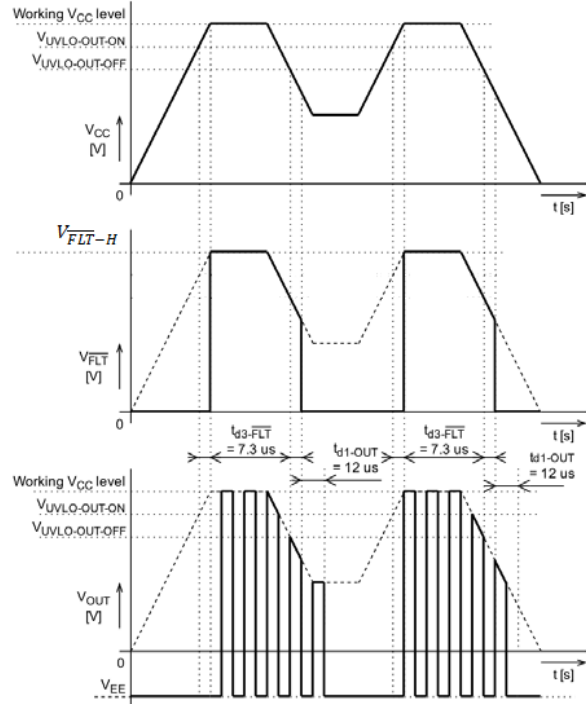 Working VCC level
VUVLO-OUT-ON
VUVLO-OUT-OFF
VCC
[V]
0
t [s]
VFLT-H
VFLT
[V]
0
t [s]
td3-FLT
= 7.3 us
td1-OUT
= 12 us
td3-FLT
= 7.3 us
td1-OUT
= 12 us
Working VCC level
VUVLO-OUT-ON
VUVLO-OUT-OFF
VOUT
[V]
0
t [s]
VEE